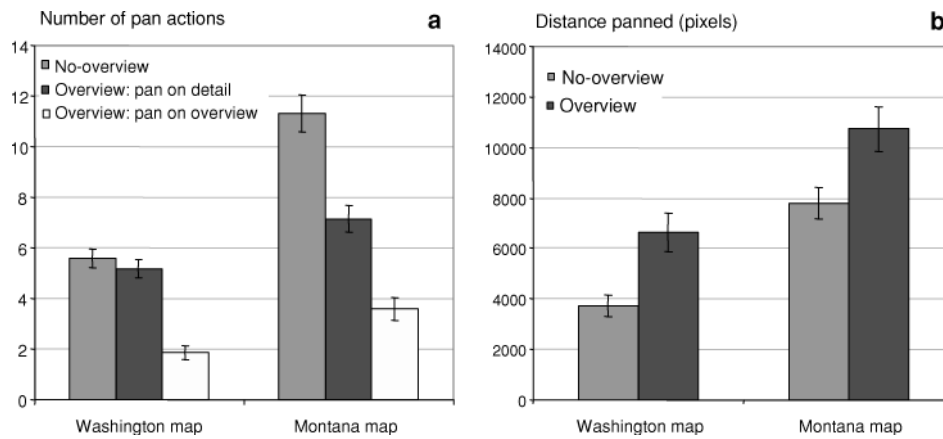 Number of pan actions
a
14
12
10
8
6
4
2
0
No-overview
Overview: pan on detail
Overview: pan on overview
Washington map
Montana map
Distance panned (pixels)
b
14000
12000
10000
8000
6000
4000
2000
0
No-overview
Overview
Washington map
Montana map